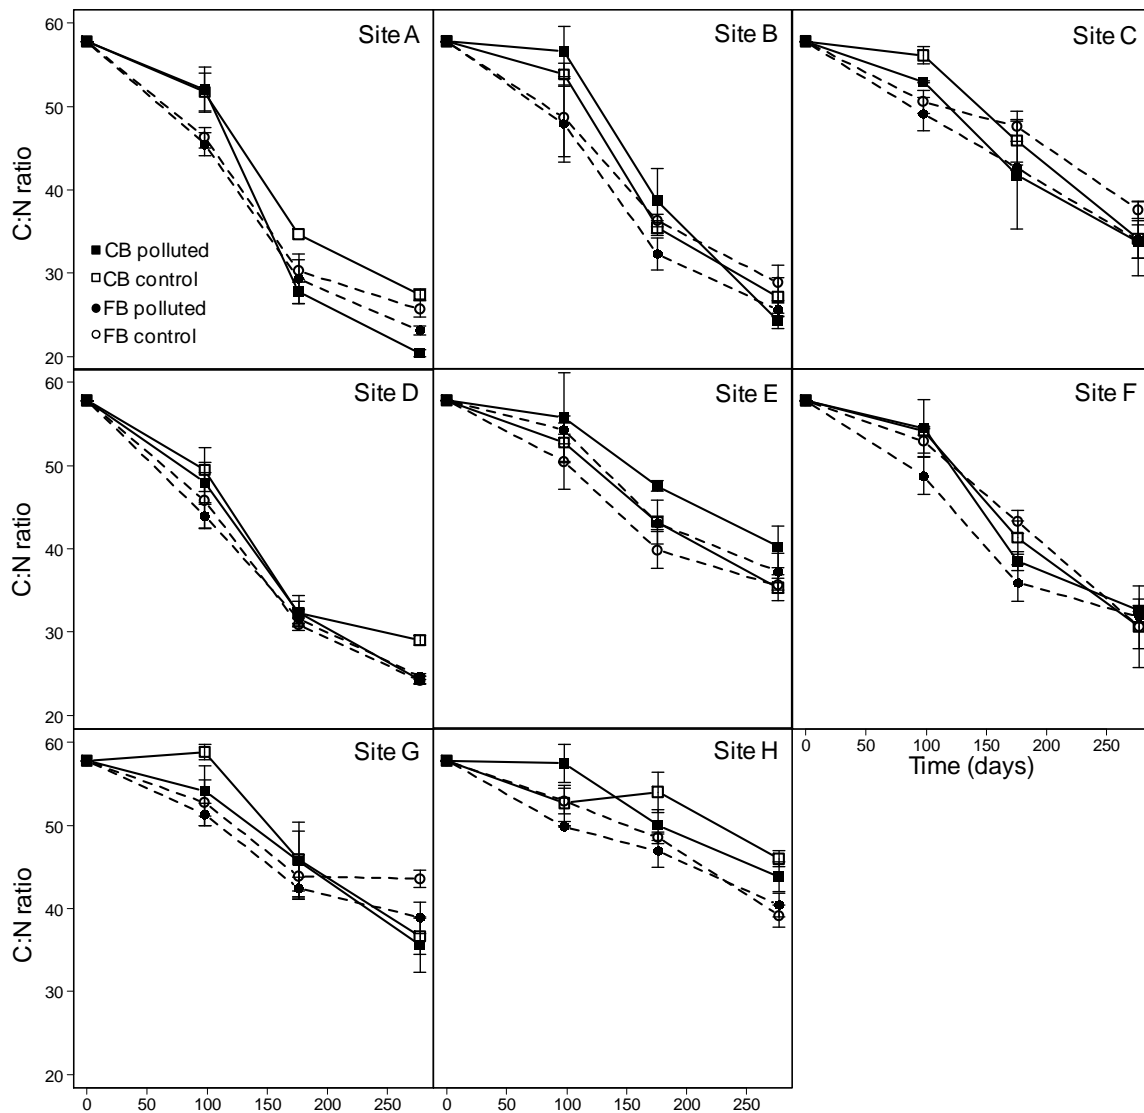 60
50
40
30
20
C:N ratio
Site A
CB polluted
CB control
FB polluted
FB control
Site B
Site C
60
50
40
30
20
C:N ratio
Site D
Site E
Site F
0 50 100 150 200 250
Time (days)
60
50
40
30
20
C:N ratio
Site G
Site H
0 50 100 150 200 250
0 50 100 150 200 250